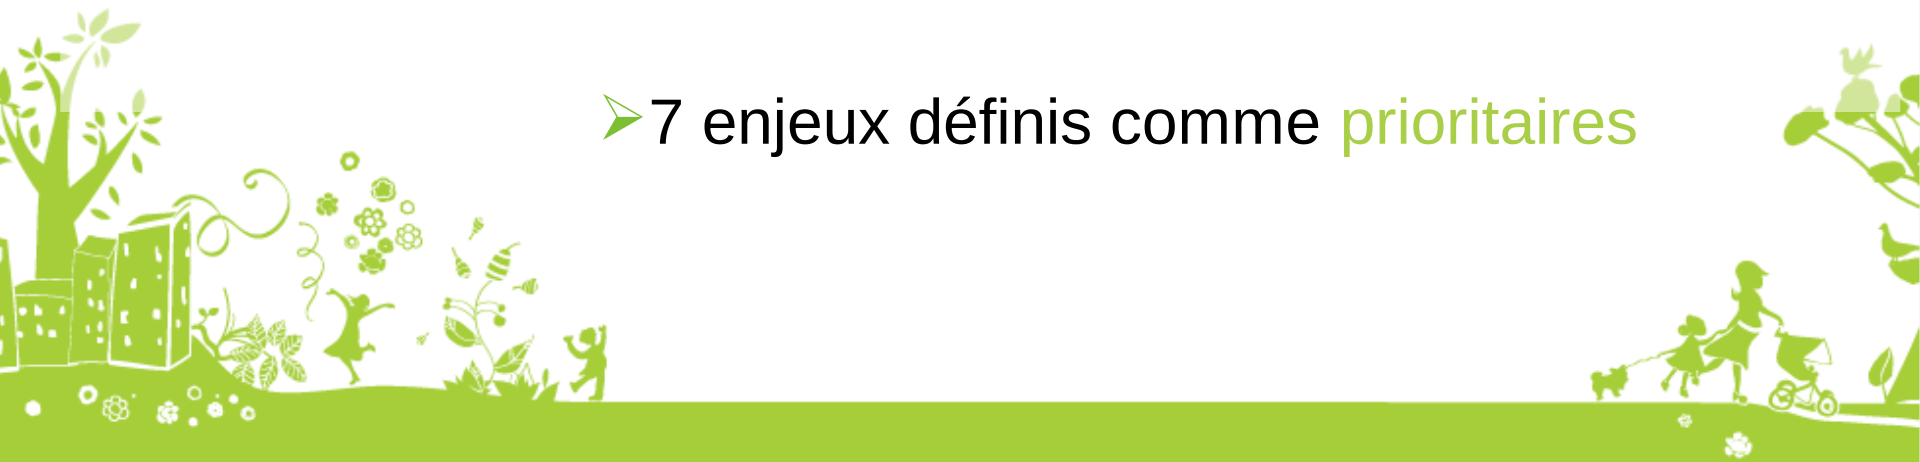 ➢7 enjeux définis comme prioritaires